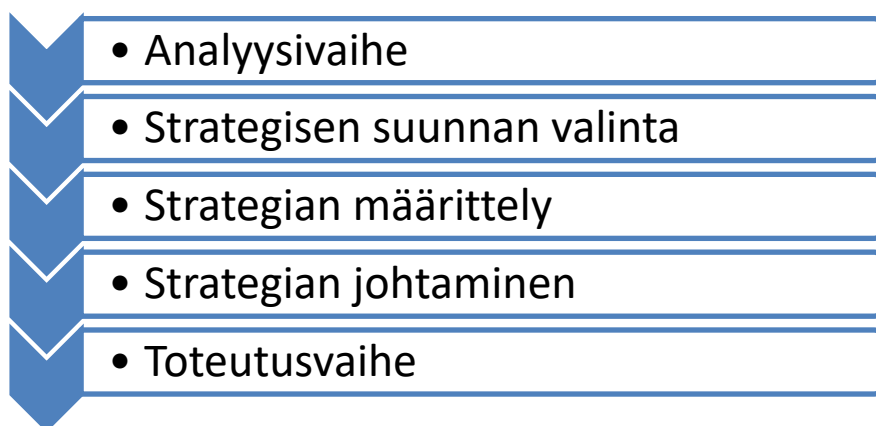 • Analyysivaihe
• Strategisen suunnan valinta
• Strategian määrittely
• Strategian johtaminen
• Toteutusvaihe